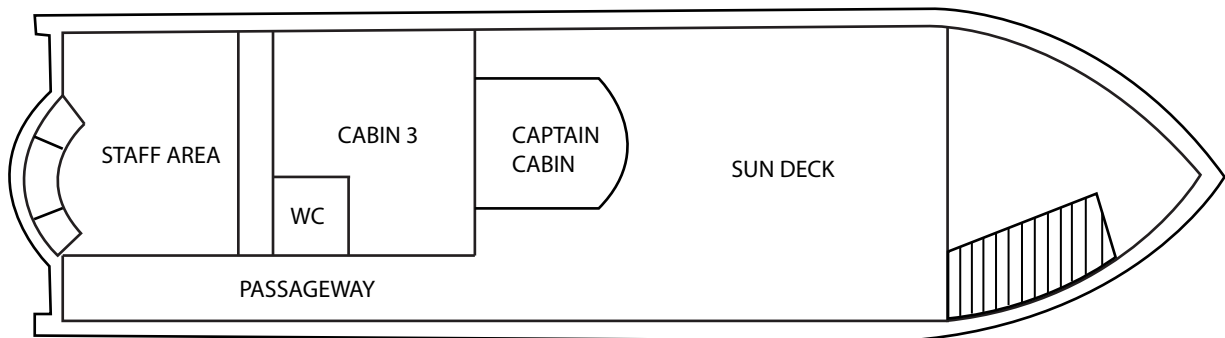 STAFF AREA
CABIN 3
WC
CAPTAIN
CABIN
SUN DECK
PASSAGEWAY